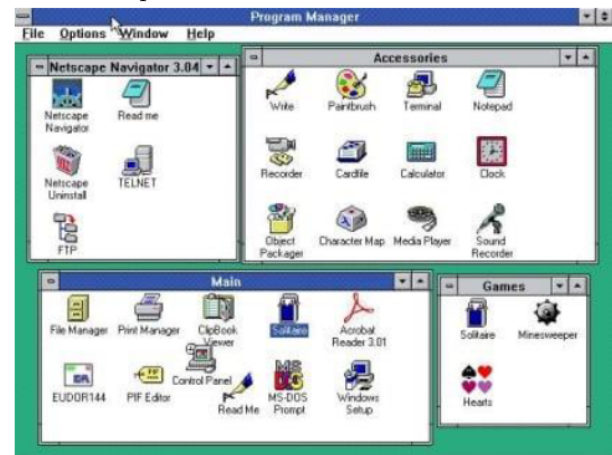 Program Manager
File Options Window Help
Netscape Navigator 3.04
Netscape
Navigator
Read me
Netscape
Uninstall
TELNET
FTP
Accessories
Write
Paintbrush
Terminal
Notepad
Recorder
Cardfile
Calculator
Clock
Object
Packager
Character Map
Media Player
Sound
Recorder
Main
File Manager
Print Manager
ClipBook
Viewer
Solitaire
Acrobat
Reader 3.01
EUDOR144
PIF
PIF Editor
Control Panel
Read Me
MS
DOS
MS-DOS
Prompt
Windows
Setup
Games
Solitaire
Minesweeper
Hearts